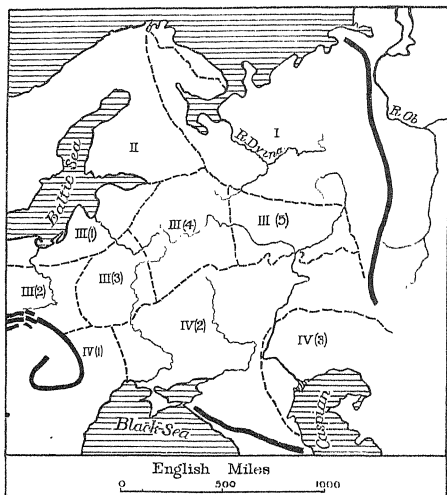 R. Ob
I
R. Dvina
II
Baltic Sea
III(4)
III(5)
III(1)
III(2)
III(3)
IV(2)
IV(1)
IV(3)
Black Sea
Caspian
English Miles
0 500 1000